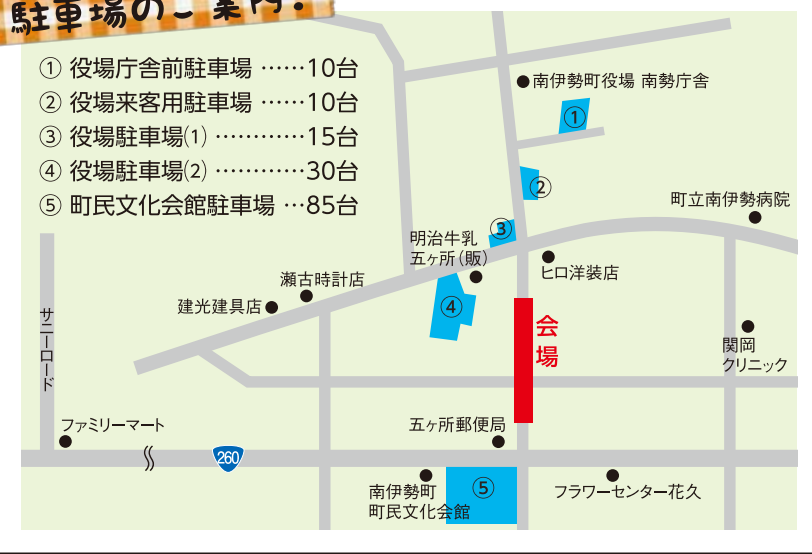 駐車場のご案内!
① 役場庁舎前駐車場 ……10台
② 役場来客用駐車場 ……10台
③ 役場駐車場(1) …………15台
④ 役場駐車場(2) …………30台
⑤ 町民文化会館駐車場 …85台
南伊勢町役場 南勢庁舎
①
②
町立南伊勢病院
③
明治牛乳
五ヶ所(販)
ヒロ洋装店
瀬古時計店
建光建具店
④
サニーロード
会場
関岡
クリニック
ファミリーマート
五ヶ所郵便局
260
南伊勢町
町民文化会館
⑤
フラワーセンター花久